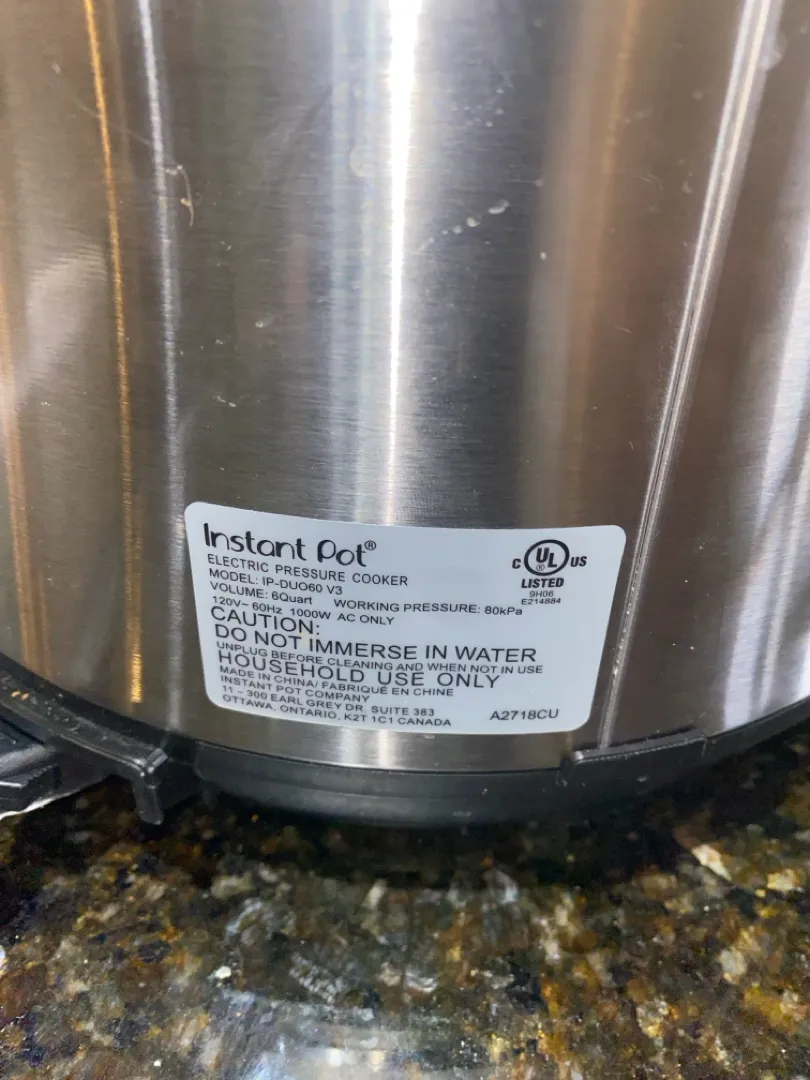 Instant Pot®
ELECTRIC PRESSURE COOKER
MODEL: IP-DUO60 V3
VOLUME: 6Quart WORKING PRESSURE: 80kPa
120V~ 60Hz 1000W AC ONLY
CAUTION:
DO NOT IMMERSE IN WATER
UNPLUG BEFORE CLEANING AND WHEN NOT IN USE
HOUSEHOLD USE ONLY
MADE IN CHINA/ FABRIQUÉ EN CHINE
INSTANT POT COMPANY
11 – 300 EARL GREY DR. SUITE 383
OTTAWA, ONTARIO, K2T 1C1 CANADA
C UL® US
LISTED
9H06
E214884
A2718CU